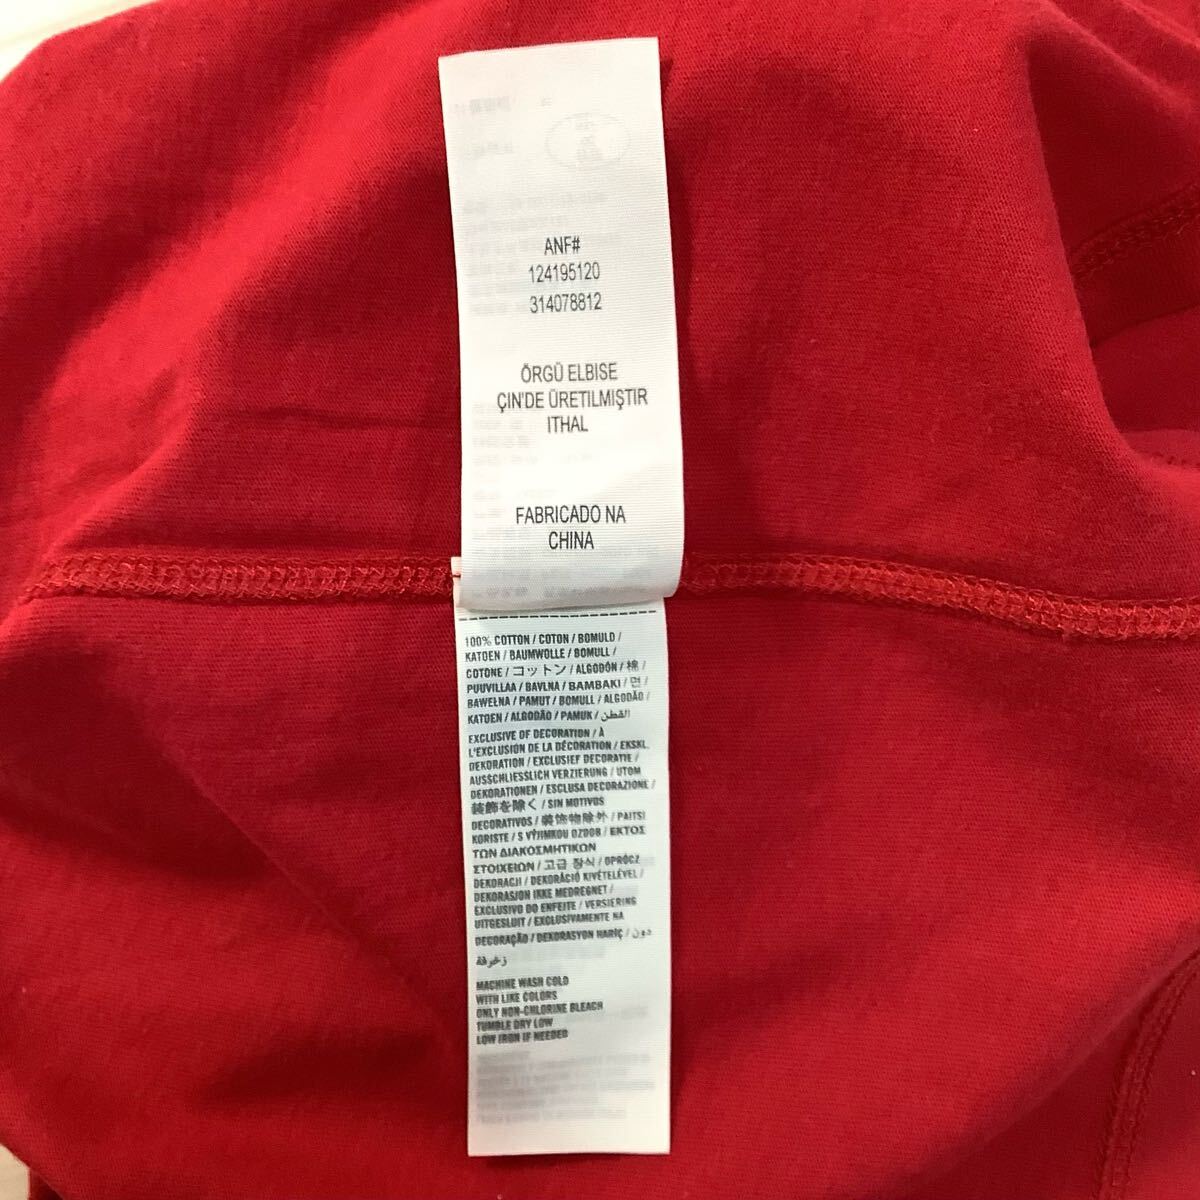 ANF#
124195120
314078812
ÖRGÜ ELBISE
ÇIN'DE ÜRETILMIŞTIR
ITHAL
FABRICADO NA
CHINA
100% COTTON / COTON / BOMULD /
KATOEN / BAUMWOLLE / BOMULL /
COTONE / コットン / ALGODÓN / 棉 /
PUUVILLAA / BAVLNA / ΒΑΜΒΑΚΙ / 면 /
BAWEŁNA / PAMUT / BOMULL / ALGODÃO /
KATOEN / ALGODÃO / PAMUK / القطن
EXCLUSIVE OF DECORATION / À
L'EXCLUSION DE LA DÉCORATION / EKSKL.
DEKORATION / EXCLUSIEF DECORATIE /
AUSSCHLIESSLICH VERZIERUNG / UTOM
DEKORATIONEN / ESCLUSA DECORAZIONE /
装飾を除く / SIN MOTIVOS
DECORATIVOS / 装饰物除外 / PAITSI
KORISTE / S VÝJIMKOU OZDOB / ΕΚΤΟΣ
ΤΩΝ ΔΙΑΚΟΣΜΗΤΙΚΩΝ
ΣΤΟΙΧΕΙΩΝ / 고급 장식 / OPRÓCZ
DEKORACJI / DEKORÁCIÓ KIVÉTELÉVEL /
DEKORASJON IKKE MEDREGNET /
EXCLUSIVO DO ENFEITE / VERSIERING
UITGESLUIT / EXCLUSIVAMENTE NA
DECORAÇÃO / DEKORASYON HARIÇ / دون
زخرفة
MACHINE WASH COLD
WITH LIKE COLORS
ONLY NON-CHLORINE BLEACH
TUMBLE DRY LOW
LOW IRON IF NEEDED